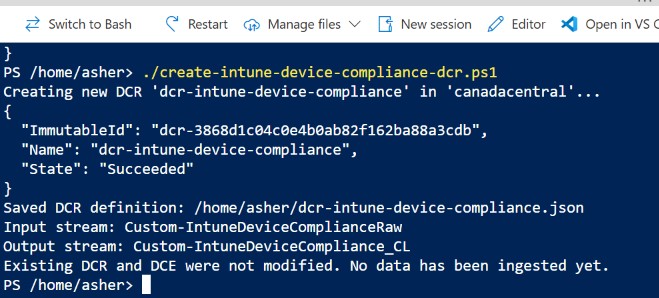 Switch to Bash Restart Manage files New session Editor Open in VS
}
PS /home/asher> ./create-intune-device-compliance-dcr.ps1
Creating new DCR 'dcr-intune-device-compliance' in 'canadacentral'...
{
  "ImmutableId": "dcr-3868d1c04c0e4b0ab82f162ba88a3cdb",
  "Name": "dcr-intune-device-compliance",
  "State": "Succeeded"
}
Saved DCR definition: /home/asher/dcr-intune-device-compliance.json
Input stream: Custom-IntuneDeviceComplianceRaw
Output stream: Custom-IntuneDeviceCompliance_CL
Existing DCR and DCE were not modified. No data has been ingested yet.
PS /home/asher>